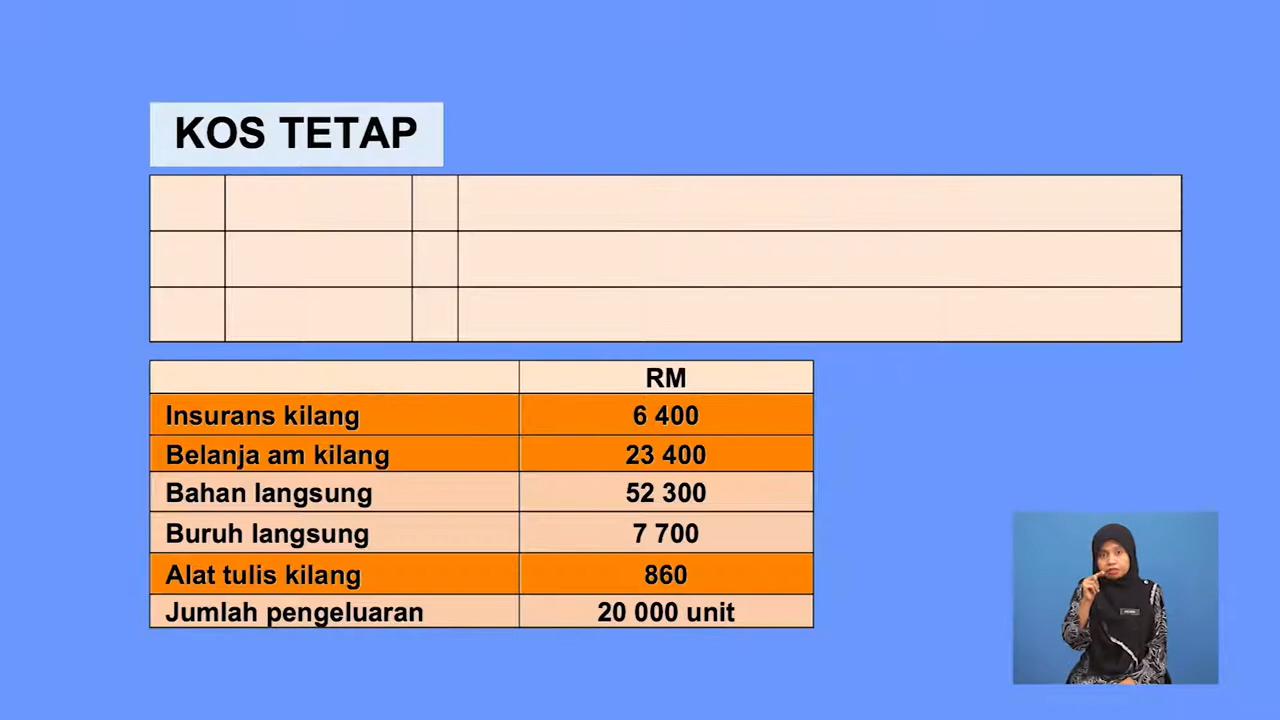 KOS TETAP
RM
Insurans kilang 6 400
Belanja am kilang 23 400
Bahan langsung 52 300
Buruh langsung 7 700
Alat tulis kilang 860
Jumlah pengeluaran 20 000 unit